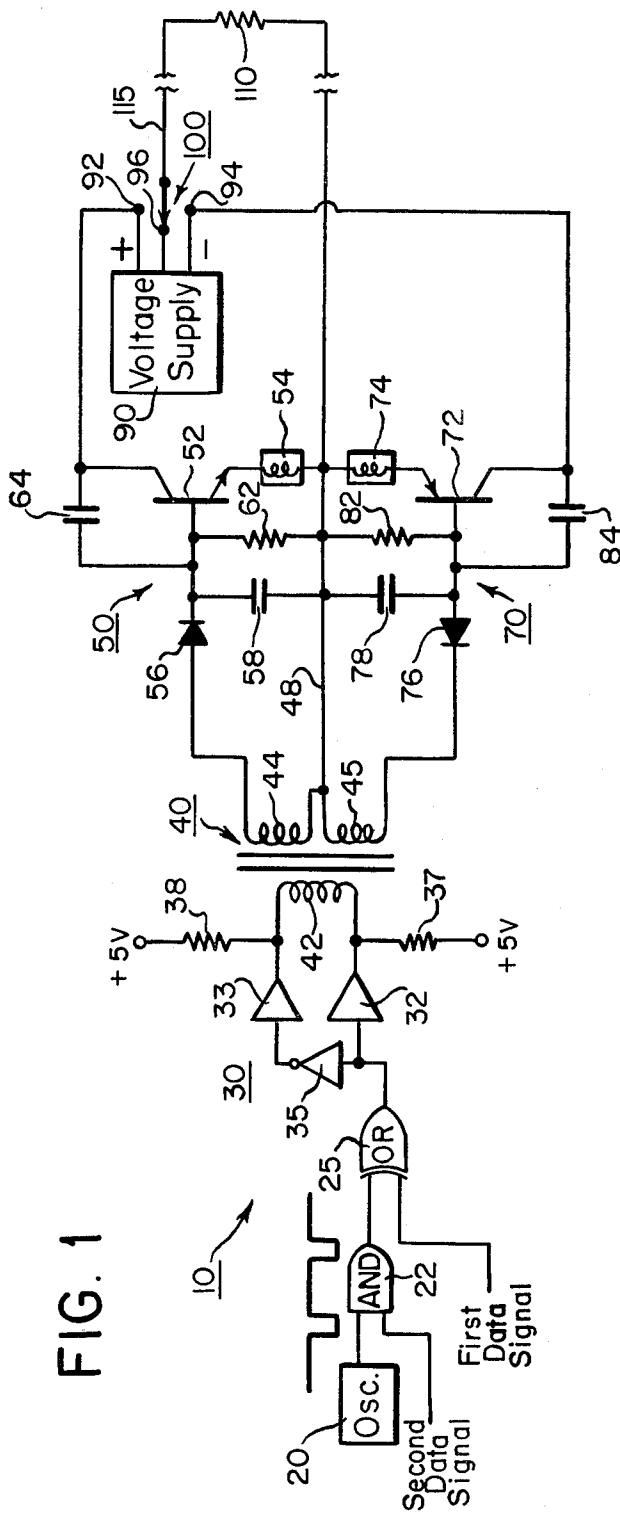 FIG. 1
10
20
Osc.
Second
Data
Signal
AND
22
First
Data
Signal
25
OR
30
35
33
32
+5V
38
37
+5V
40
42
44
45
48
50
56
58
64
62
52
54
70
76
78
82
72
74
84
90
Voltage
Supply
+
-
92
96
94
100
115
110